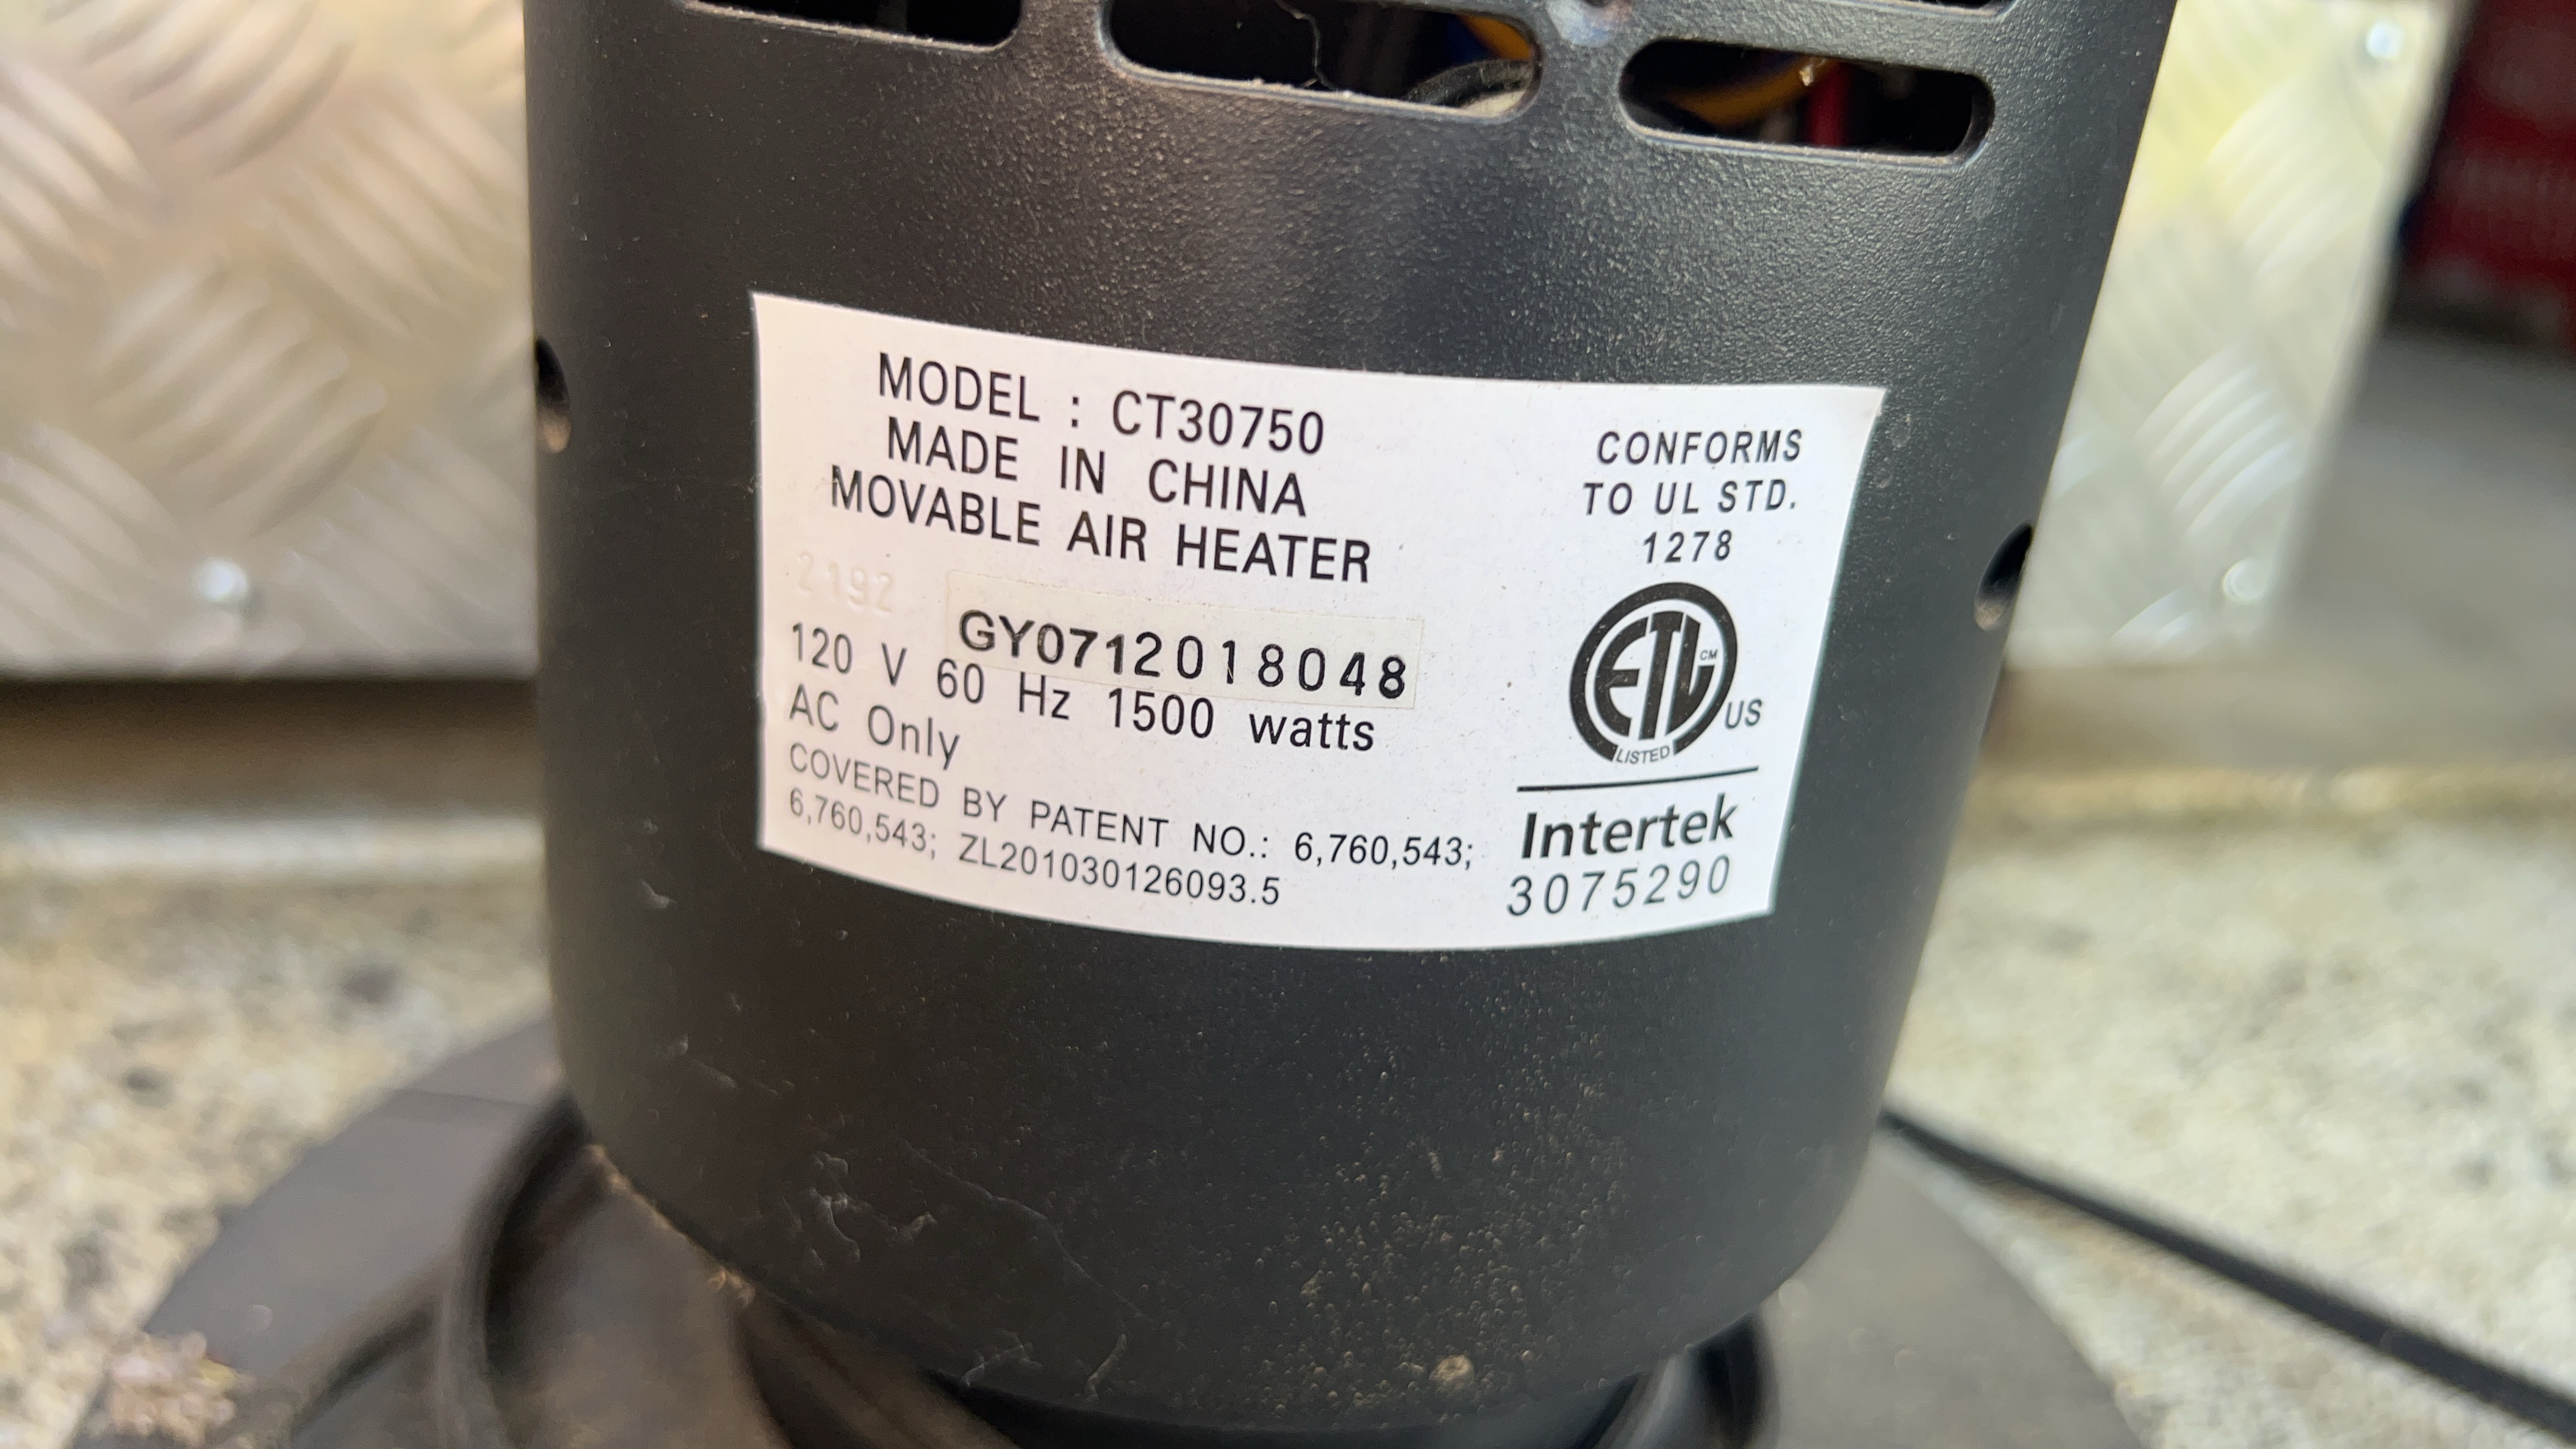 MODEL : CT30750
MADE IN CHINA
MOVABLE AIR HEATER
2192
GY0712018048
120 V 60 Hz 1500 watts
AC Only
COVERED BY PATENT NO.: 6,760,543;
6,760,543; ZL201030126093.5
CONFORMS
TO UL STD.
1278
ETL CM
US
LISTED
Intertek
3075290